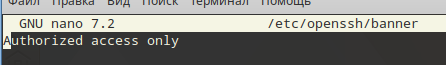 Файл Правка Вид Поиск Терминал Помощь
GNU nano 7.2 /etc/openssh/banner
Authorized access only